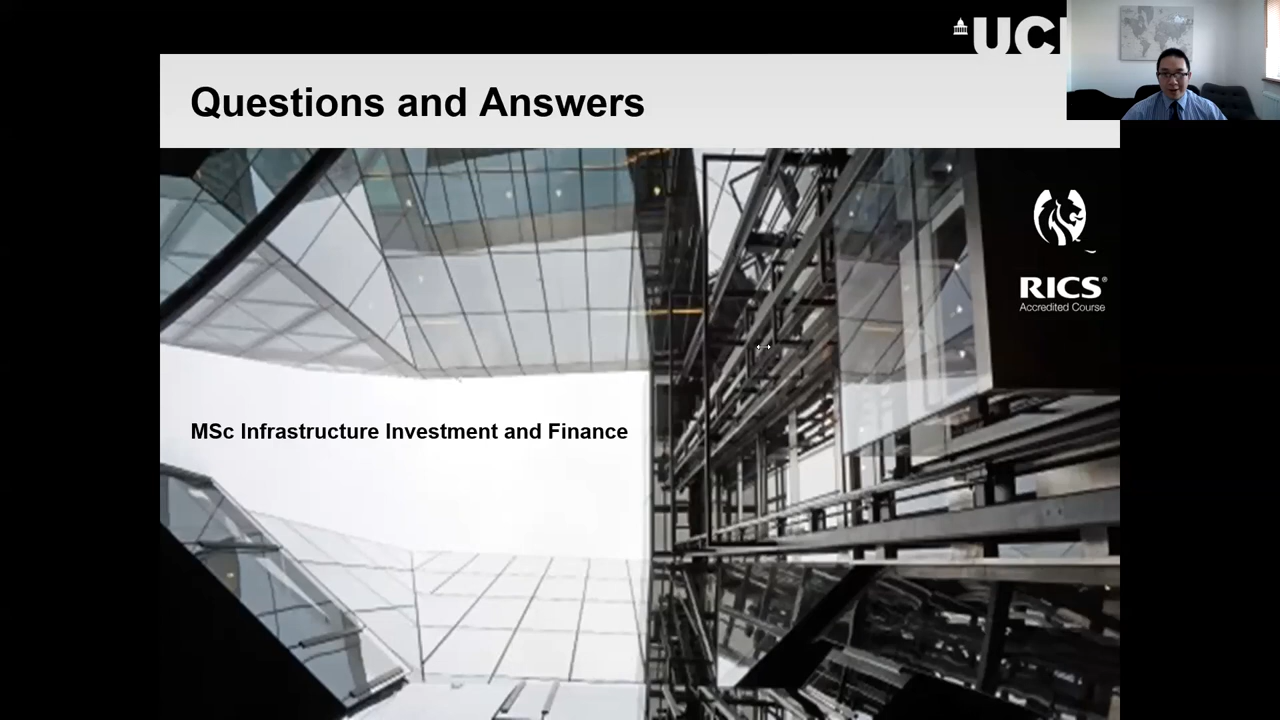 UCL
Questions and Answers
RICS®
Accredited Course
MSc Infrastructure Investment and Finance